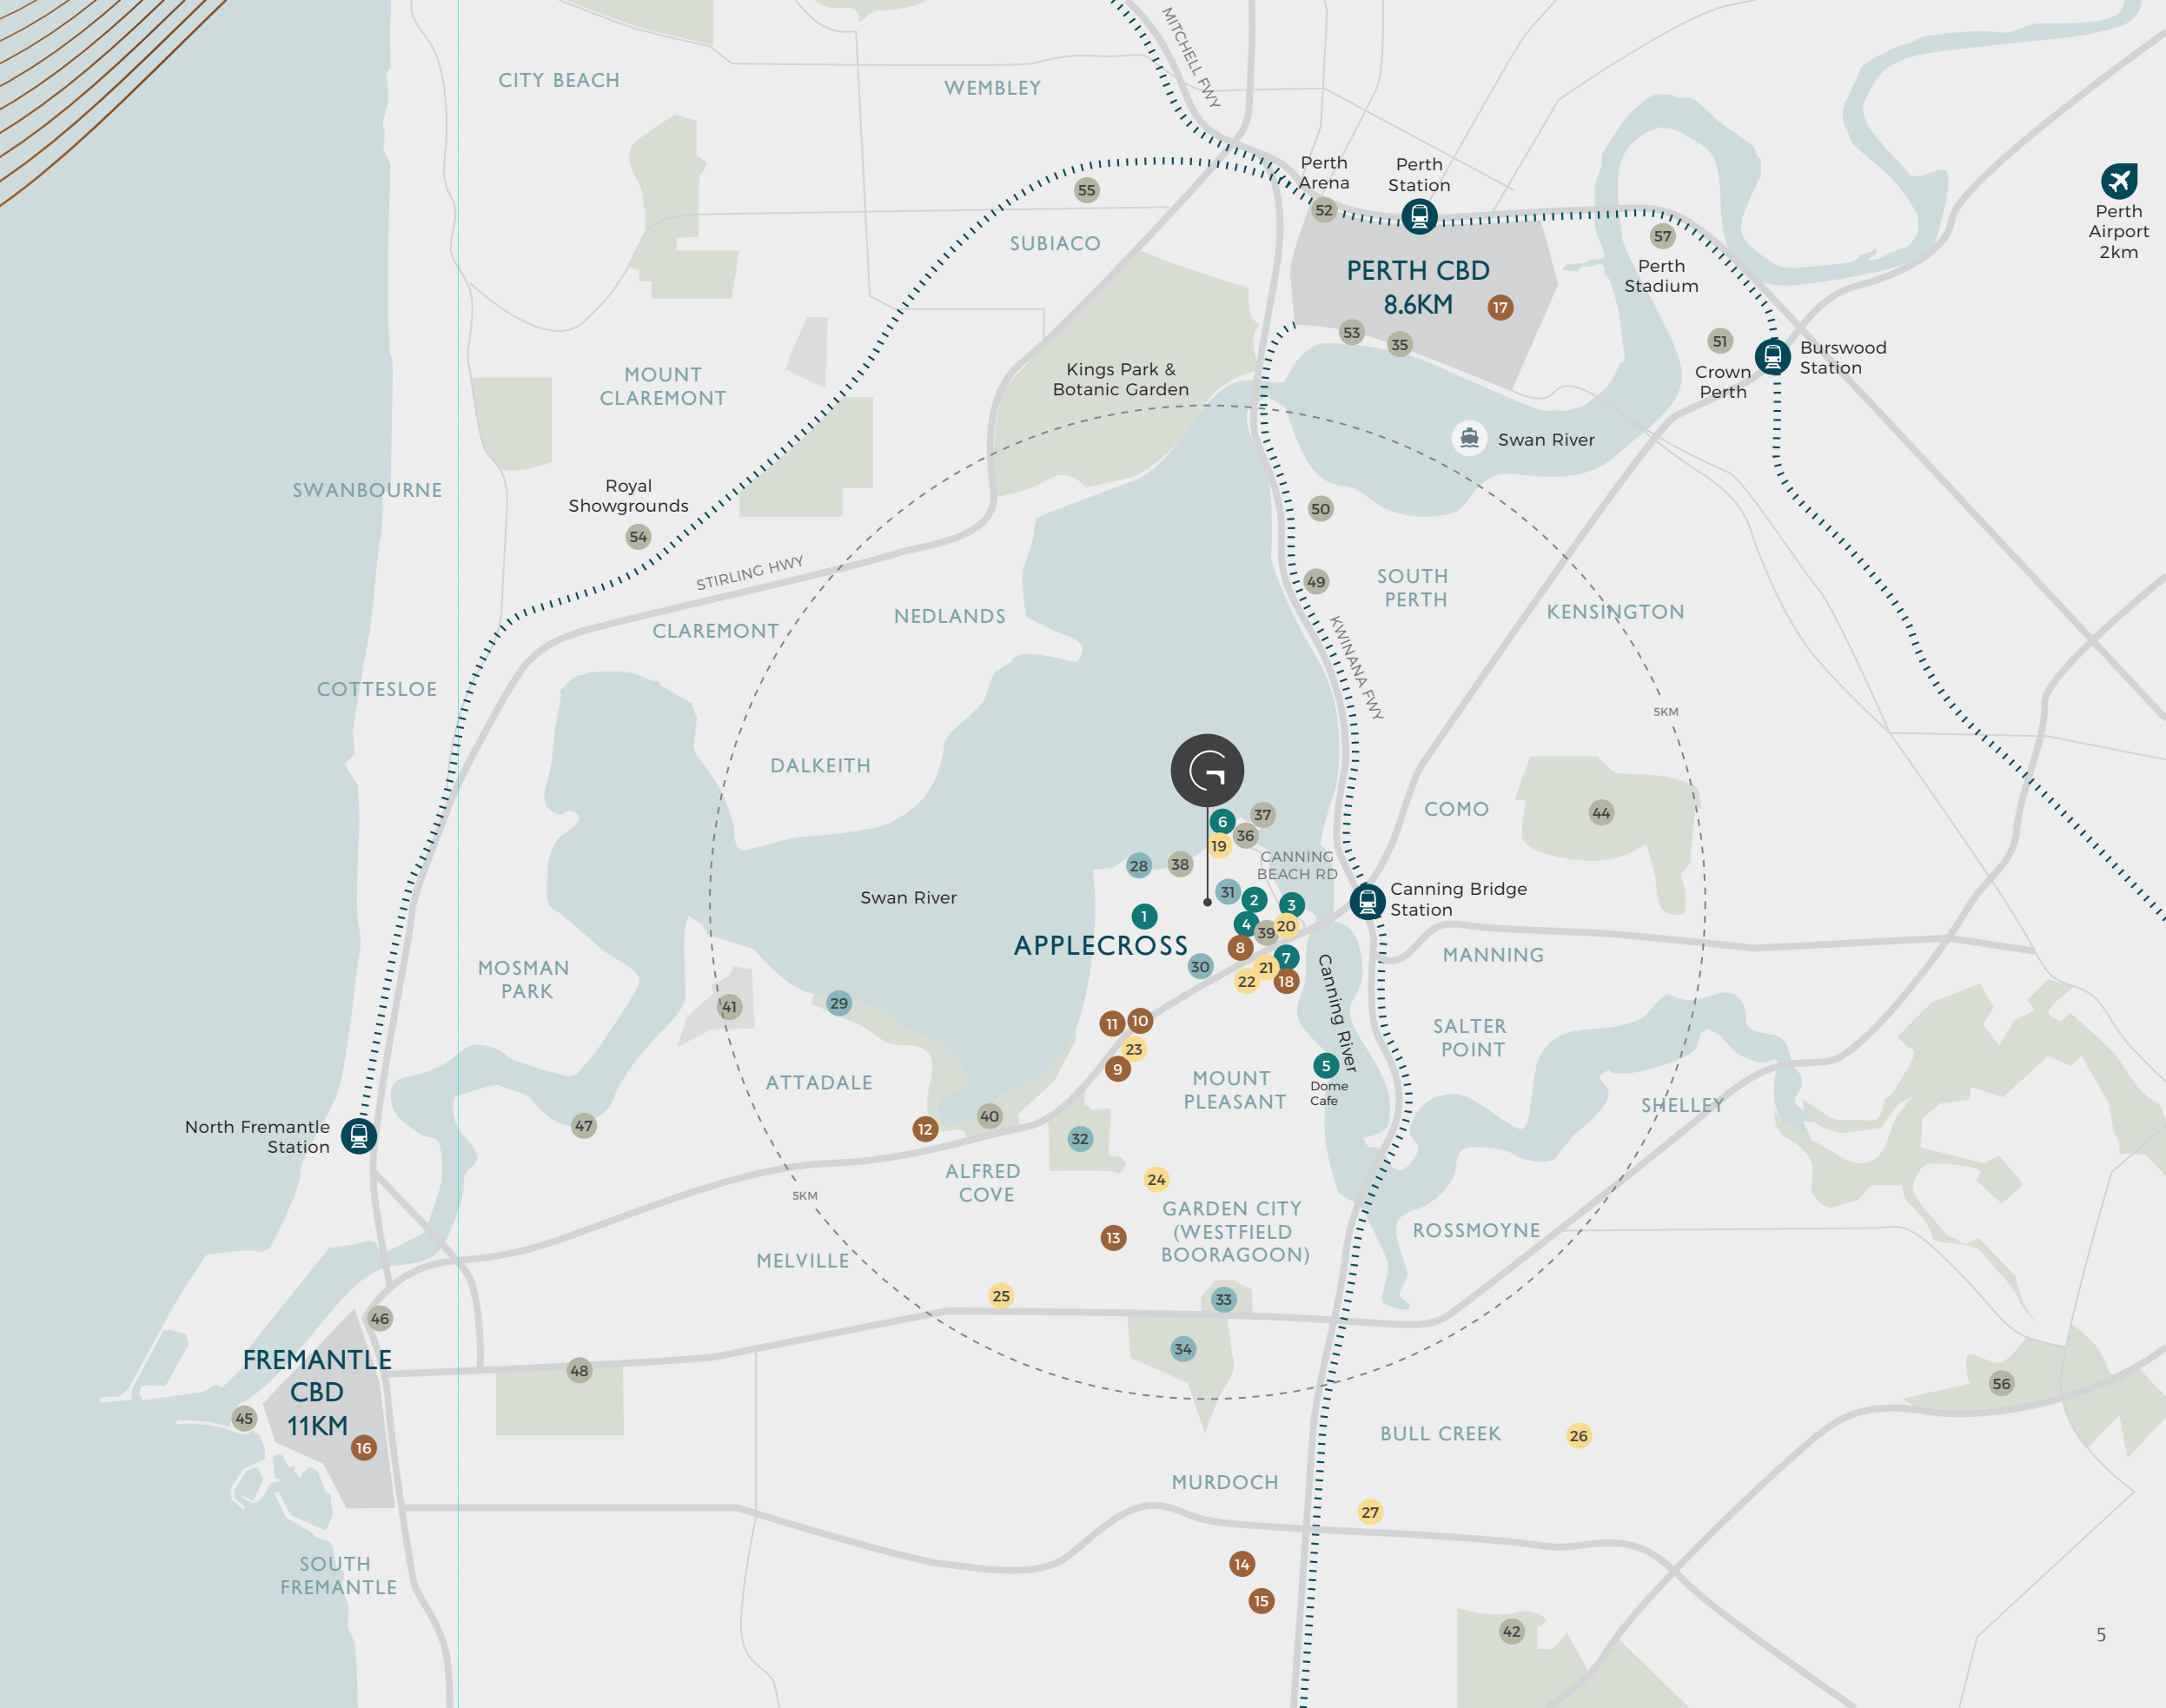 CITY BEACH
WEMBLEY
MITCHELL FWY
Perth
Arena
Perth
Station
52
55
SUBIACO
57
Perth
Stadium
Perth
Airport
2km
PERTH CBD
8.6KM
17
53
35
51
Crown
Perth
Burswood
Station
Kings Park &
Botanic Garden
MOUNT
CLAREMONT
Swan River
SWANBOURNE
Royal
Showgrounds
54
50
STIRLING HWY
49
SOUTH
PERTH
KENSINGTON
NEDLANDS
CLAREMONT
KWINANA FWY
COTTESLOE
5KM
DALKEITH
G
COMO
44
6
37
36
19
28
38
CANNING
BEACH RD
31
2
3
Canning Bridge
Station
Swan River
1
4
39
20
APPLECROSS
8
7
MANNING
30
21
22
18
MOSMAN
PARK
Canning River
41
29
11
10
SALTER
POINT
23
9
5
Dome
Cafe
ATTADALE
MOUNT
PLEASANT
SHELLEY
North Fremantle
Station
47
12
40
32
ALFRED
COVE
24
5KM
GARDEN CITY
(WESTFIELD
BOORAGOON)
13
ROSSMOYNE
MELVILLE
25
33
46
34
FREMANTLE
CBD
11KM
48
56
45
16
BULL CREEK
26
MURDOCH
27
SOUTH
FREMANTLE
14
15
42
5